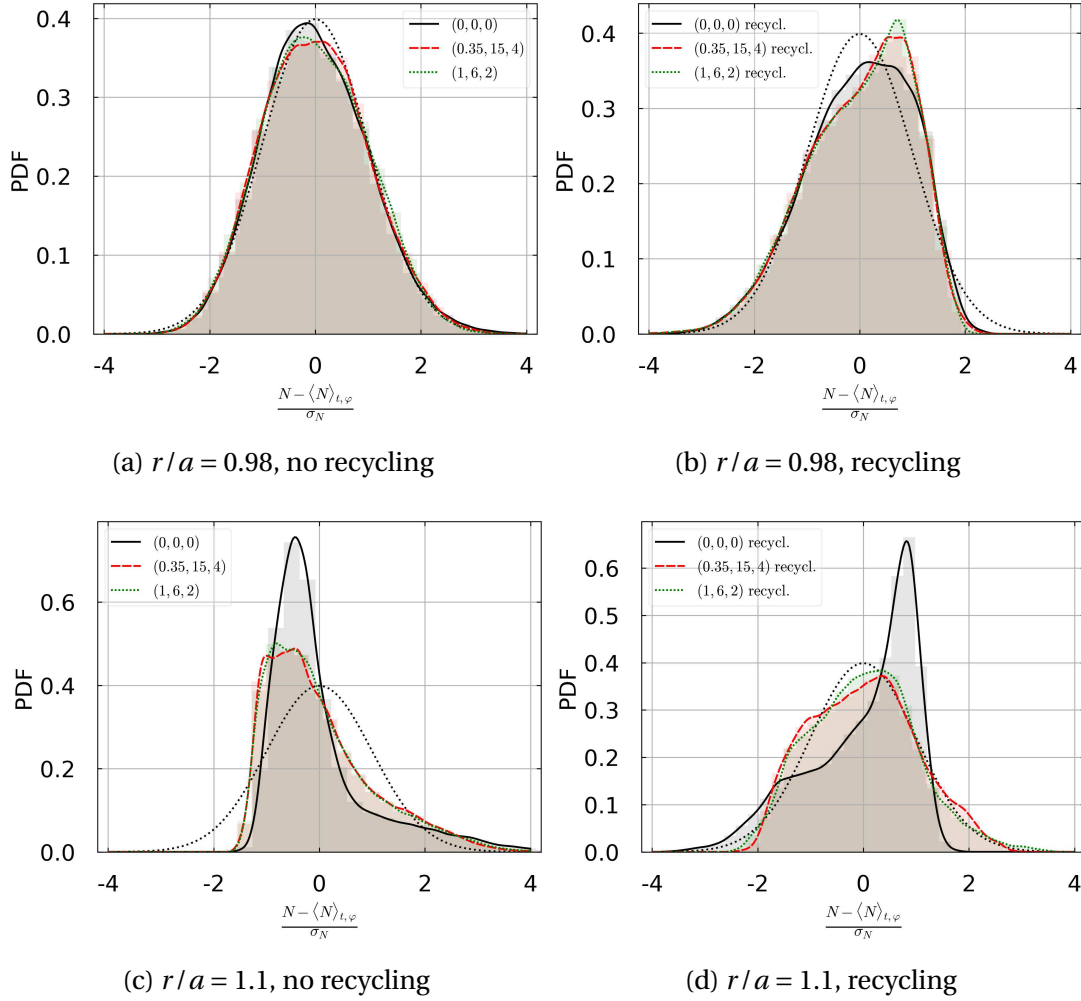 0.4
0.3
0.2
0.1
0.0
PDF
(0, 0, 0)
(0.35, 15, 4)
(1, 6, 2)
-4 -2 0 2 4
N − ⟨N⟩t,φ
σN
(a) r/a = 0.98, no recycling
0.4
0.3
0.2
0.1
0.0
PDF
(0, 0, 0) recycl.
(0.35, 15, 4) recycl.
(1, 6, 2) recycl.
-4 -2 0 2 4
N − ⟨N⟩t,φ
σN
(b) r/a = 0.98, recycling
0.6
0.4
0.2
0.0
PDF
(0, 0, 0)
(0.35, 15, 4)
(1, 6, 2)
-4 -2 0 2 4
N − ⟨N⟩t,φ
σN
(c) r/a = 1.1, no recycling
0.6
0.5
0.4
0.3
0.2
0.1
0.0
PDF
(0, 0, 0) recycl.
(0.35, 15, 4) recycl.
(1, 6, 2) recycl.
-4 -2 0 2 4
N − ⟨N⟩t,φ
σN
(d) r/a = 1.1, recycling